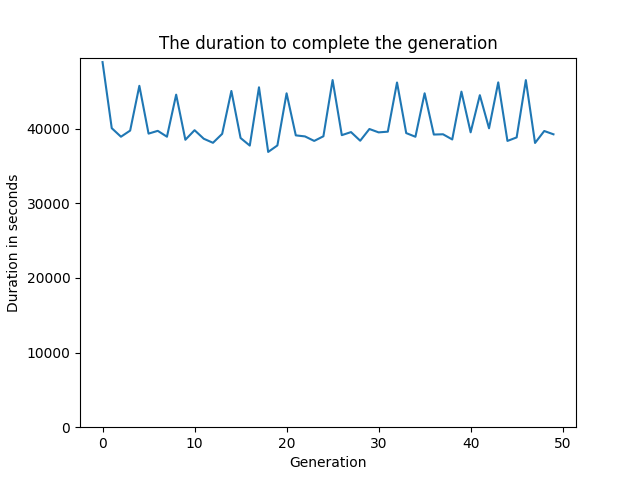 The duration to complete the generation
Duration in seconds
40000
30000
20000
10000
0
0 10 20 30 40 50
Generation